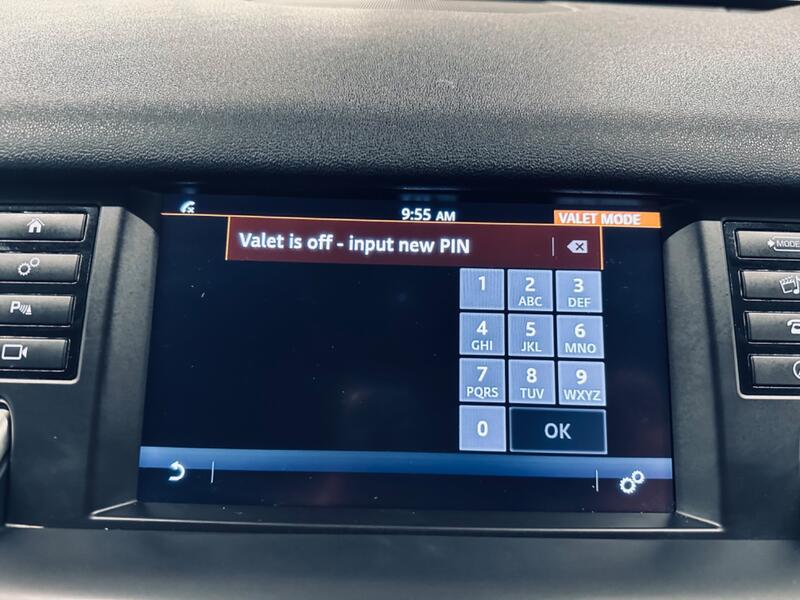 9:55 AM
VALET MODE
Valet is off - input new PIN
1
2
ABC
3
DEF
4
GHI
5
JKL
6
MNO
7
PQRS
8
TUV
9
WXYZ
0
OK
P
MODE